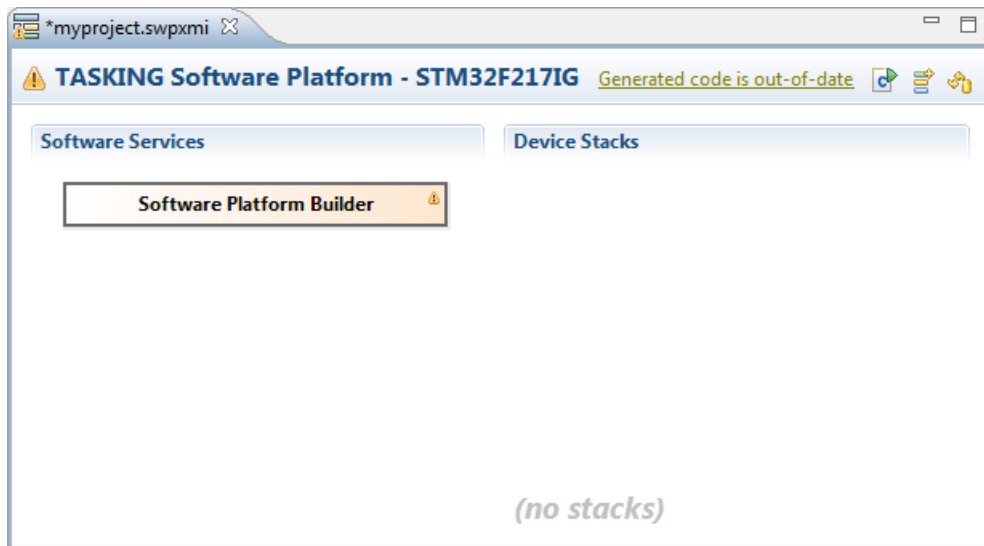 *myproject.swpxmi
TASKING Software Platform - STM32F217IG Generated code is out-of-date
Software Services Device Stacks
Software Platform Builder
(no stacks)